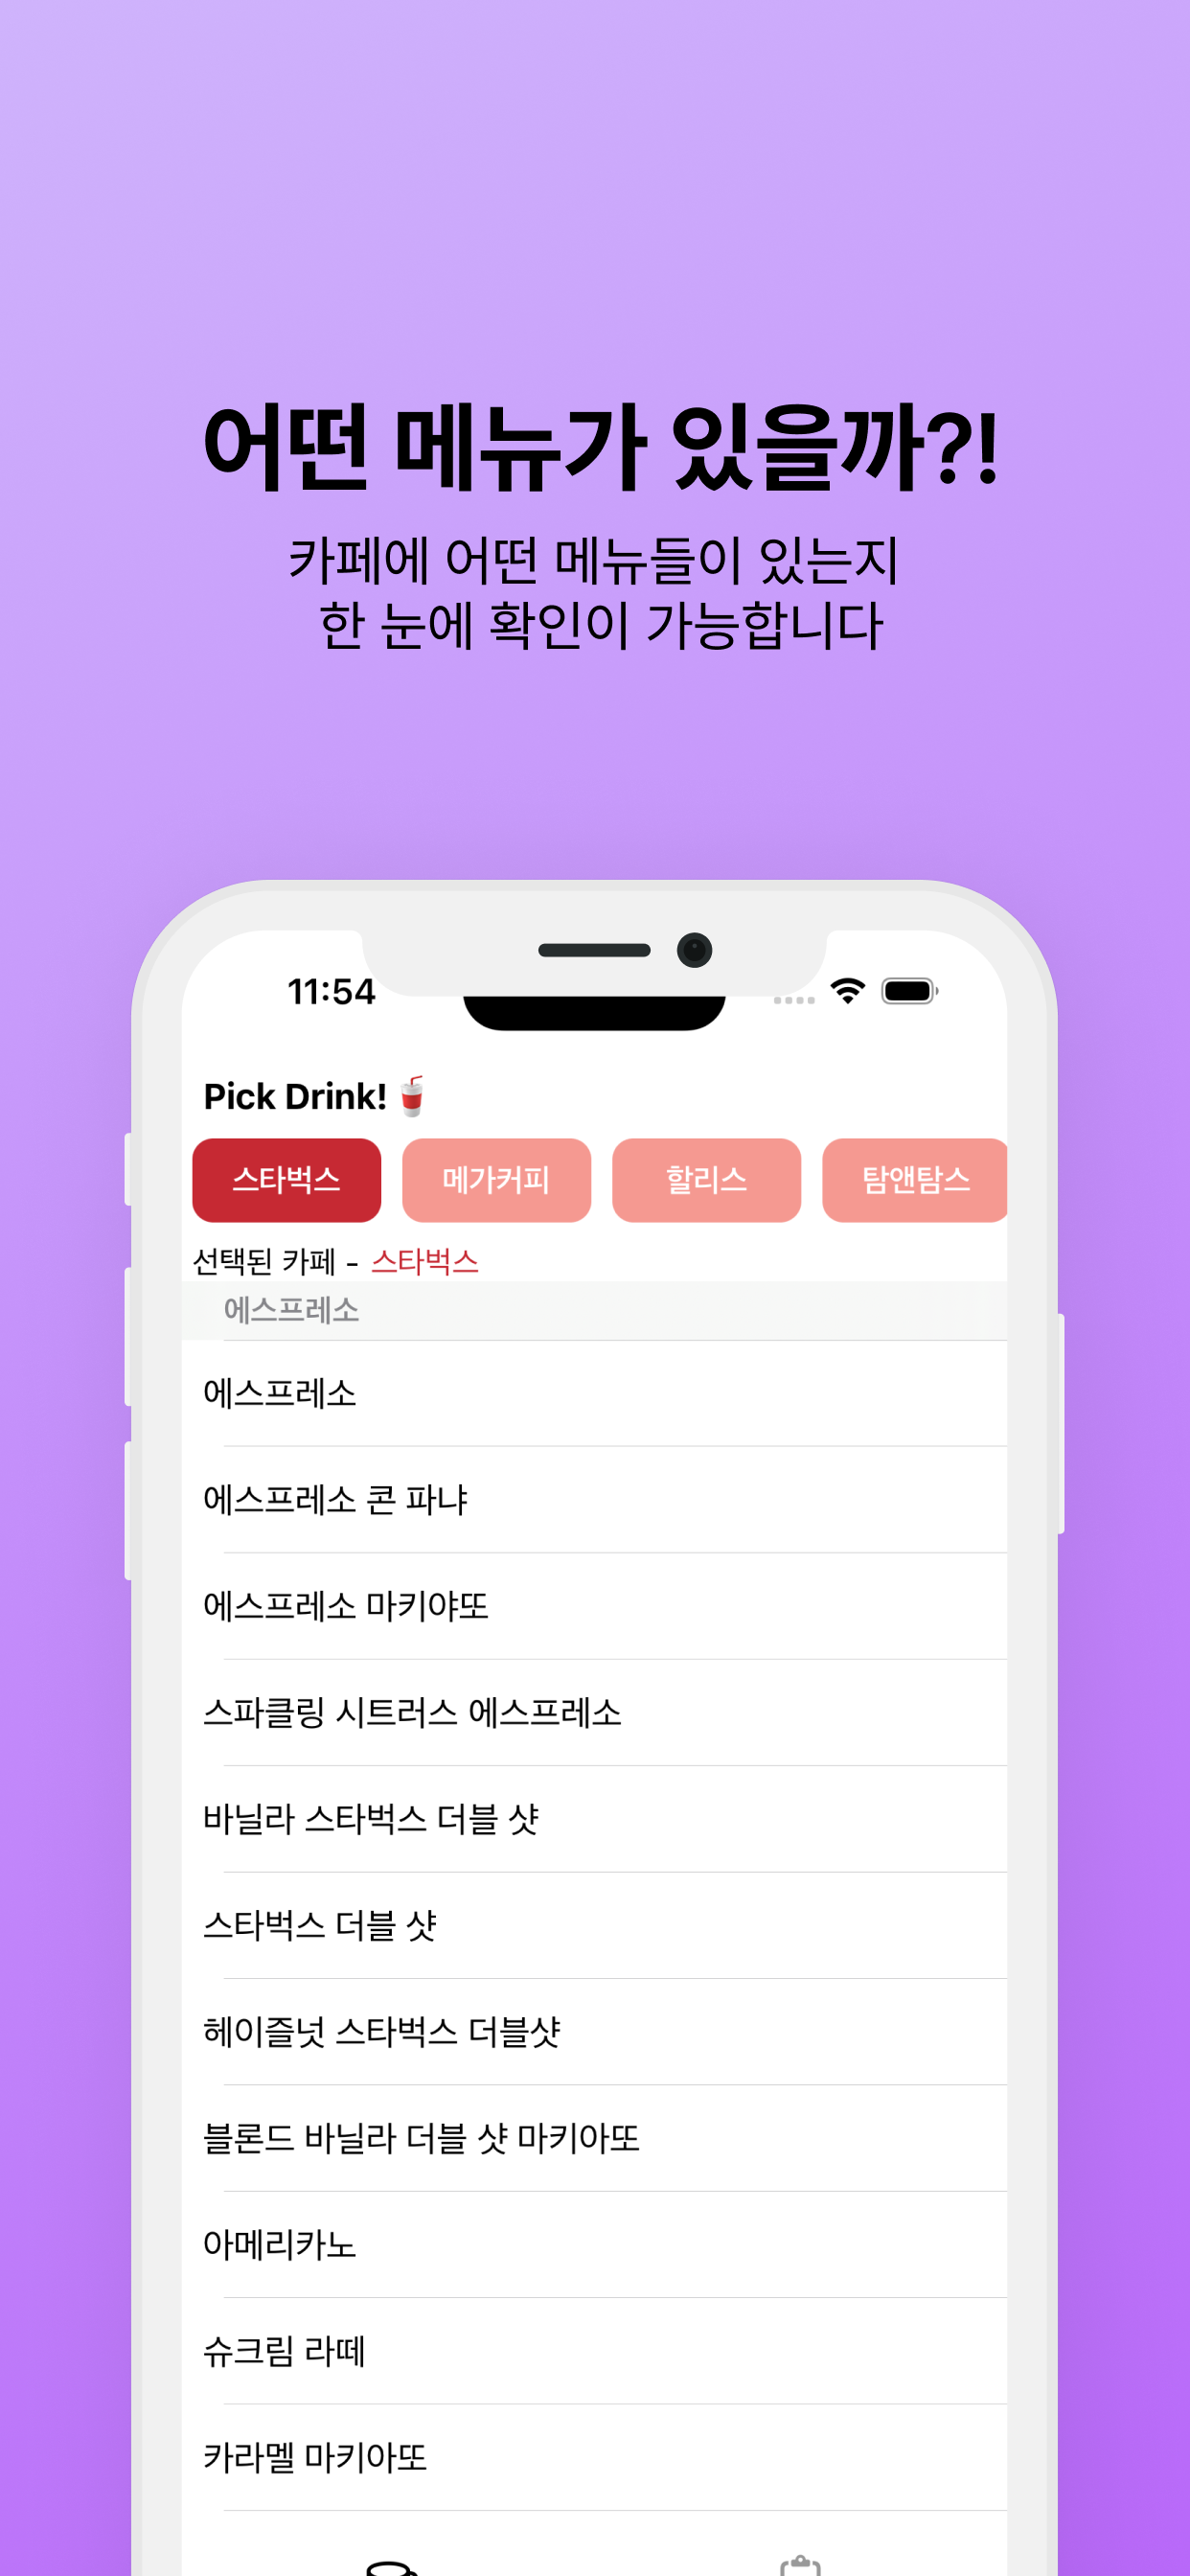 어떤 메뉴가 있을까?!
카페에 어떤 메뉴들이 있는지
한 눈에 확인이 가능합니다
11:54
Pick Drink!
스타벅스 메가커피 할리스 탐앤탐스
선택된 카페 - 스타벅스
에스프레소
에스프레소
에스프레소 콘 파냐
에스프레소 마키야또
스파클링 시트러스 에스프레소
바닐라 스타벅스 더블 샷
스타벅스 더블 샷
헤이즐넛 스타벅스 더블샷
블론드 바닐라 더블 샷 마키아또
아메리카노
슈크림 라떼
카라멜 마키아또